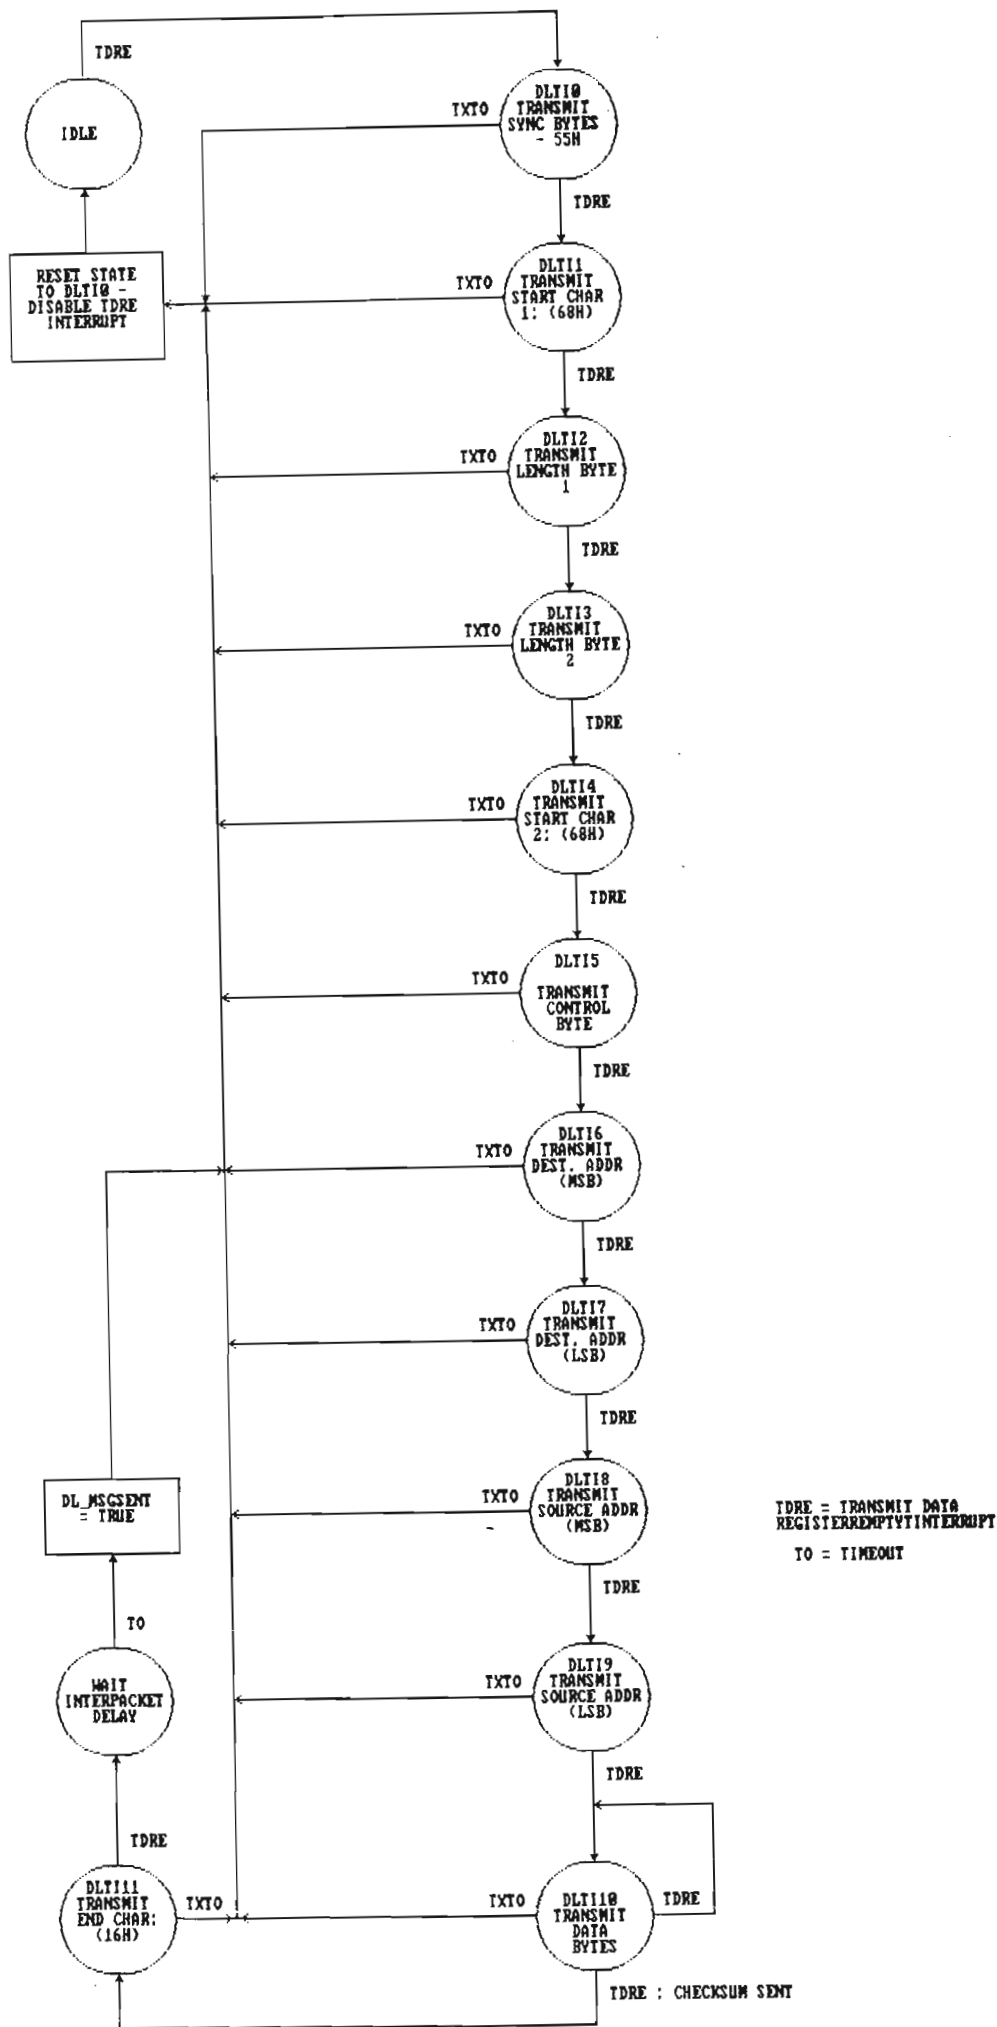 TDRE
IDLE
TXTO
DLTI0
TRANSMIT
SYNC BYTES
- 55H
TDRE
RESET STATE
TO DLTI0 -
DISABLE TDRE
INTERRUPT
TXTO
DLTI1
TRANSMIT
START CHAR
1: (68H)
TDRE
TXTO
DLTI2
TRANSMIT
LENGTH BYTE
1
TDRE
TXTO
DLTI3
TRANSMIT
LENGTH BYTE
2
TDRE
TXTO
DLTI4
TRANSMIT
START CHAR
2: (68H)
TDRE
TXTO
DLTI5
TRANSMIT
CONTROL
BYTE
TDRE
TXTO
DLTI6
TRANSMIT
DEST. ADDR
(MSB)
TDRE
TXTO
DLTI7
TRANSMIT
DEST. ADDR
(LSB)
TDRE
DL_MSGSENT
= TRUE
TXTO
DLTI8
TRANSMIT
SOURCE ADDR
(MSB)
TDRE = TRANSMIT DATA
REGISTERREMPTYTINTERRUPT
TO = TIMEOUT
TDRE
TO
WAIT
INTERPACKET
DELAY
TXTO
DLTI9
TRANSMIT
SOURCE ADDR
(LSB)
TDRE
TDRE
DLTI11
TRANSMIT
END CHAR:
(16H)
TXTO
TXTO
DLTI10
TRANSMIT
DATA
BYTES
TDRE
TDRE : CHECKSUM SENT